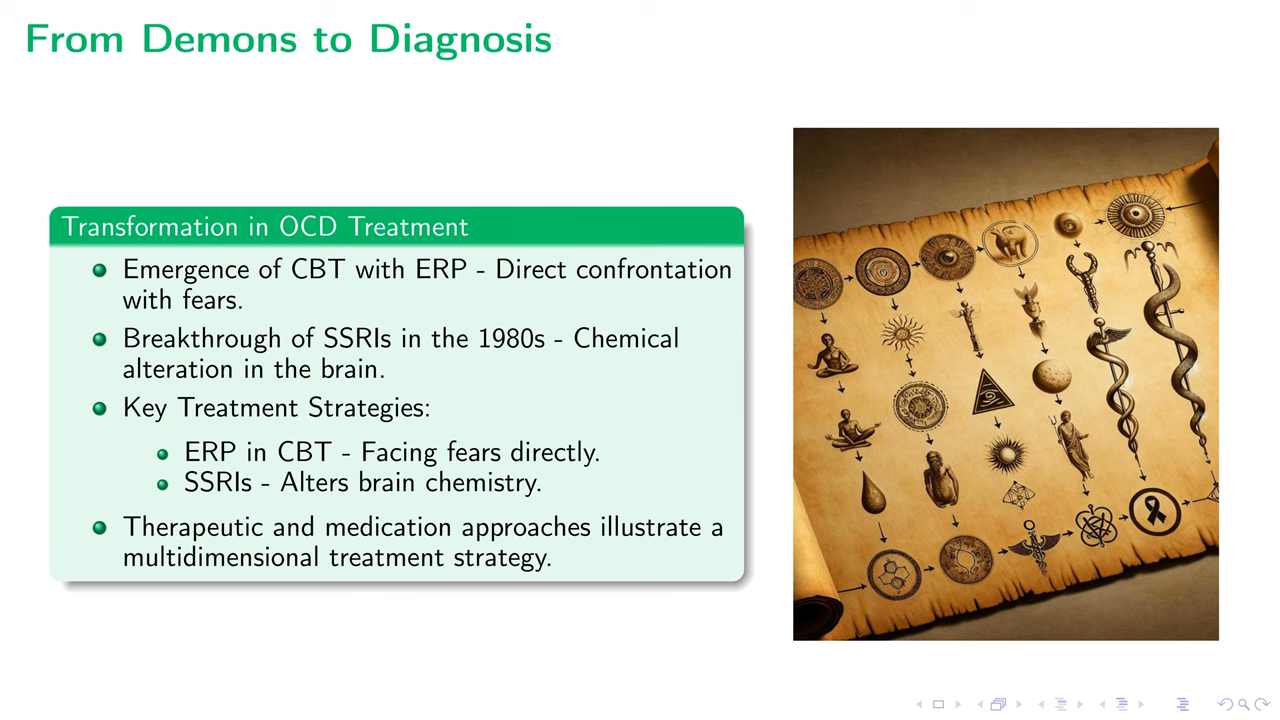 From Demons to Diagnosis
Transformation in OCD Treatment
Emergence of CBT with ERP - Direct confrontation
with fears.
Breakthrough of SSRIs in the 1980s - Chemical
alteration in the brain.
Key Treatment Strategies:
ERP in CBT - Facing fears directly.
SSRIs - Alters brain chemistry.
Therapeutic and medication approaches illustrate a
multidimensional treatment strategy.